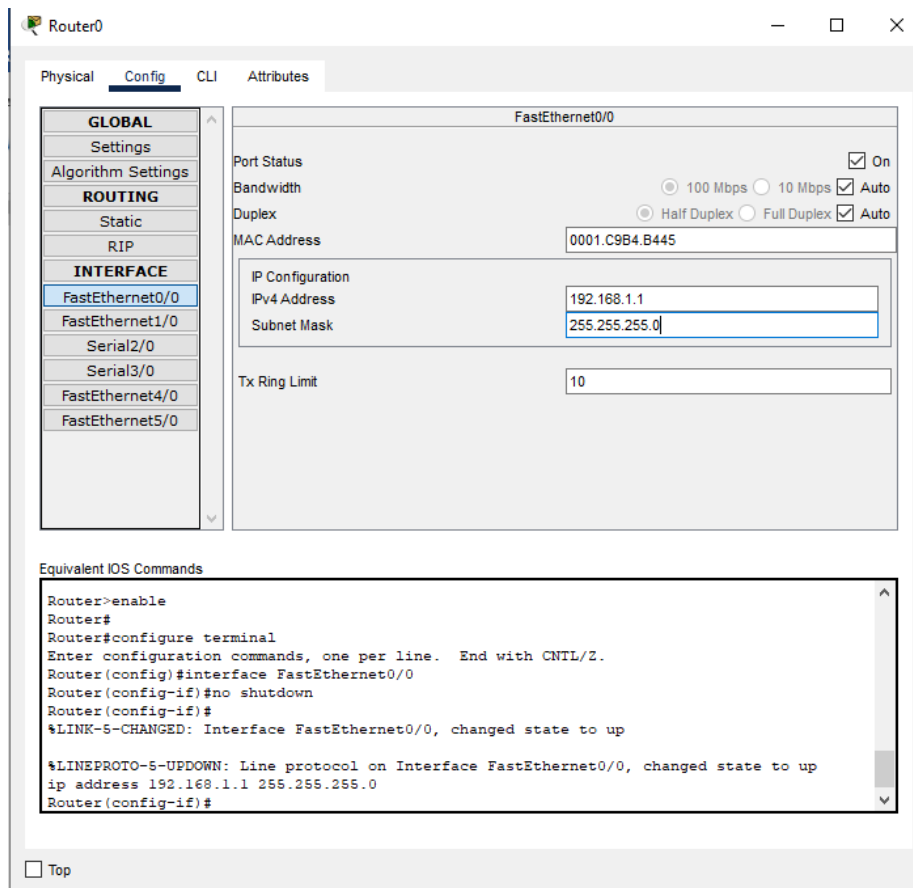 Router0
Physical Config CLI Attributes
GLOBAL
Settings
Algorithm Settings
ROUTING
Static
RIP
INTERFACE
FastEthernet0/0
FastEthernet1/0
Serial2/0
Serial3/0
FastEthernet4/0
FastEthernet5/0
FastEthernet0/0
Port Status On
Bandwidth 100 Mbps 10 Mbps Auto
Duplex Half Duplex Full Duplex Auto
MAC Address 0001.C9B4.B445
IP Configuration
IPv4 Address 192.168.1.1
Subnet Mask 255.255.255.0
Tx Ring Limit 10
Equivalent IOS Commands
Router>enable
Router#
Router#configure terminal
Enter configuration commands, one per line. End with CNTL/Z.
Router(config)#interface FastEthernet0/0
Router(config-if)#no shutdown
Router(config-if)#
%LINK-5-CHANGED: Interface FastEthernet0/0, changed state to up
%LINEPROTO-5-UPDOWN: Line protocol on Interface FastEthernet0/0, changed state to up
ip address 192.168.1.1 255.255.255.0
Router(config-if)#
Top